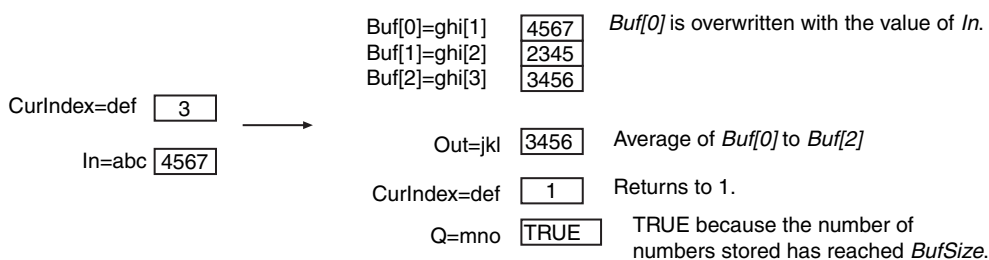 Buf[0]=ghi[1] 4567 Buf[0] is overwritten with the value of In.
Buf[1]=ghi[2] 2345
Buf[2]=ghi[3] 3456
CurIndex=def 3
In=abc 4567
Out=jkl 3456 Average of Buf[0] to Buf[2]
CurIndex=def 1 Returns to 1.
Q=mno TRUE TRUE because the number of
numbers stored has reached BufSize.